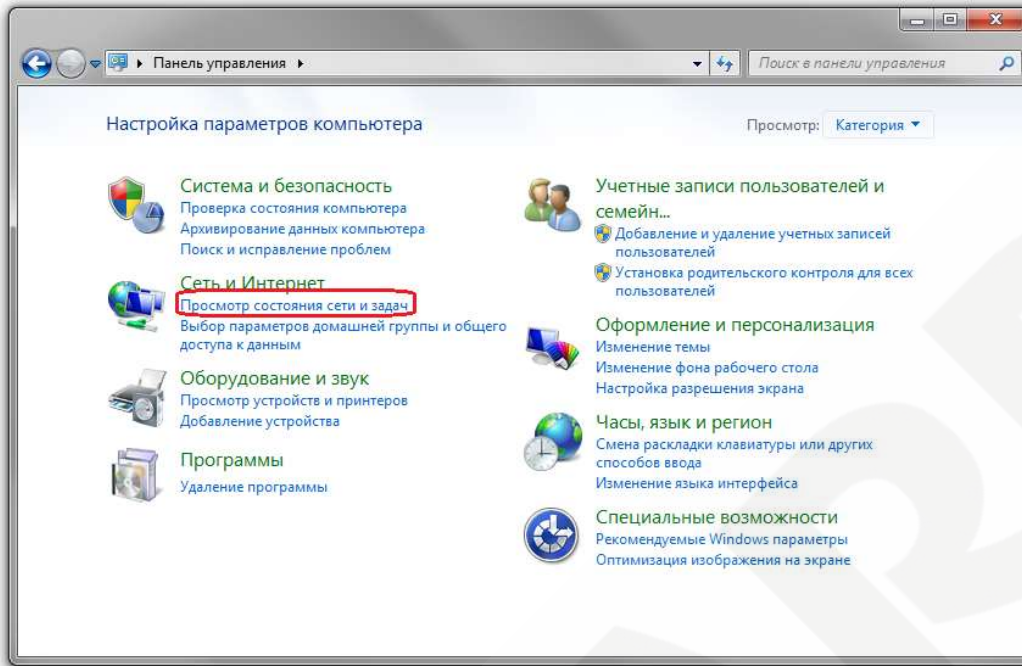 Панель управления
Поиск в панели управления
Настройка параметров компьютера
Просмотр: Категория
Система и безопасность
Проверка состояния компьютера
Архивирование данных компьютера
Поиск и исправление проблем
Сеть и Интернет
Просмотр состояния сети и задач
Выбор параметров домашней группы и общего
доступа к данным
Оборудование и звук
Просмотр устройств и принтеров
Добавление устройства
Программы
Удаление программы
Учетные записи пользователей и
семейн...
Добавление и удаление учетных записей
пользователей
Установка родительского контроля для всех
пользователей
Оформление и персонализация
Изменение темы
Изменение фона рабочего стола
Настройка разрешения экрана
Часы, язык и регион
Смена раскладки клавиатуры или других
способов ввода
Изменение языка интерфейса
Специальные возможности
Рекомендуемые Windows параметры
Оптимизация изображения на экране